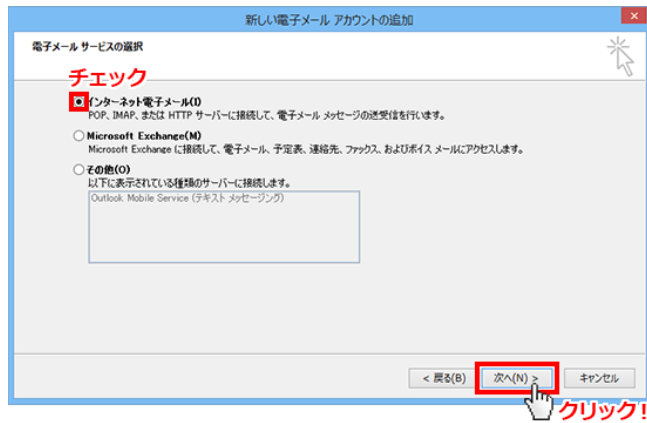 新しい電子メール アカウントの追加
電子メール サービスの選択
チェック
インターネット電子メール(I)
POP、IMAP、または HTTP サーバーに接続して、電子メール メッセージの送受信を行います。
Microsoft Exchange(M)
Microsoft Exchange に接続して、電子メール、予定表、連絡先、ファックス、およびボイス メールにアクセスします。
その他(O)
以下に表示されている種類のサーバーに接続します。
Outlook Mobile Service (テキスト メッセージング)
< 戻る(B)
次へ(N) >
キャンセル
クリック!